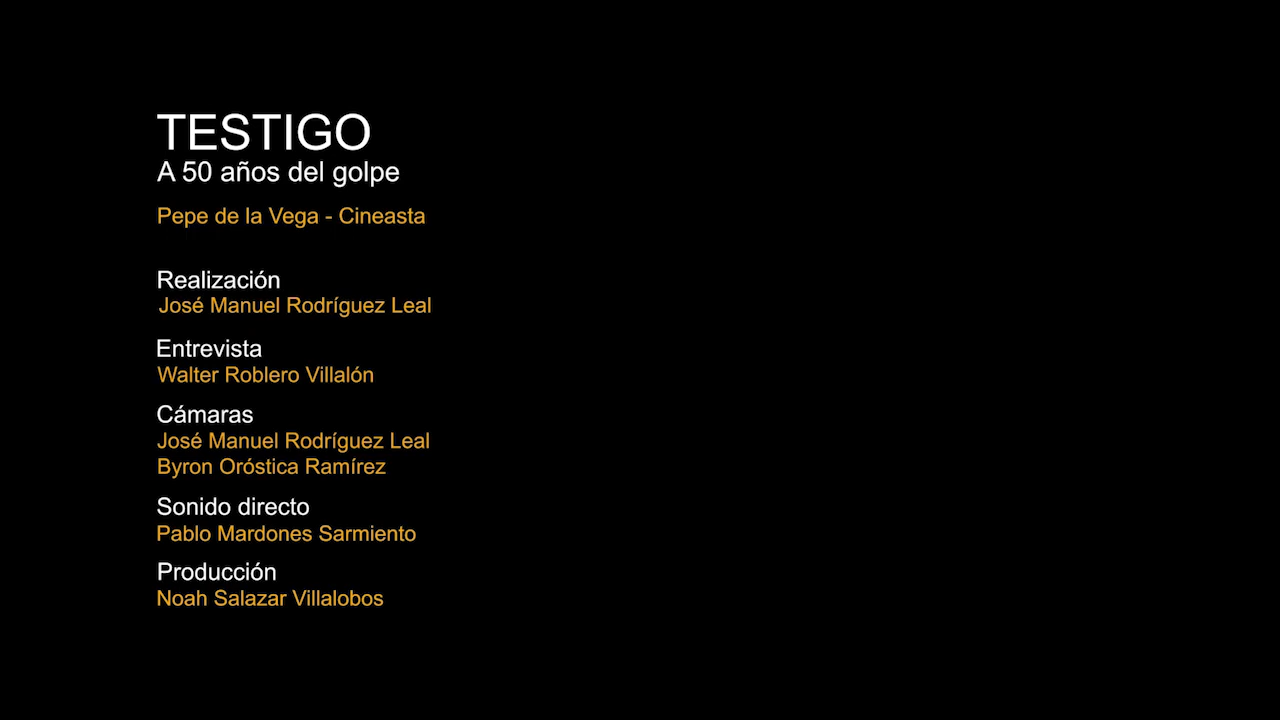 TESTIGO
A 50 años del golpe
Pepe de la Vega - Cineasta
Realización
José Manuel Rodríguez Leal
Entrevista
Walter Roblero Villalón
Cámaras
José Manuel Rodríguez Leal
Byron Oróstica Ramírez
Sonido directo
Pablo Mardones Sarmiento
Producción
Noah Salazar Villalobos